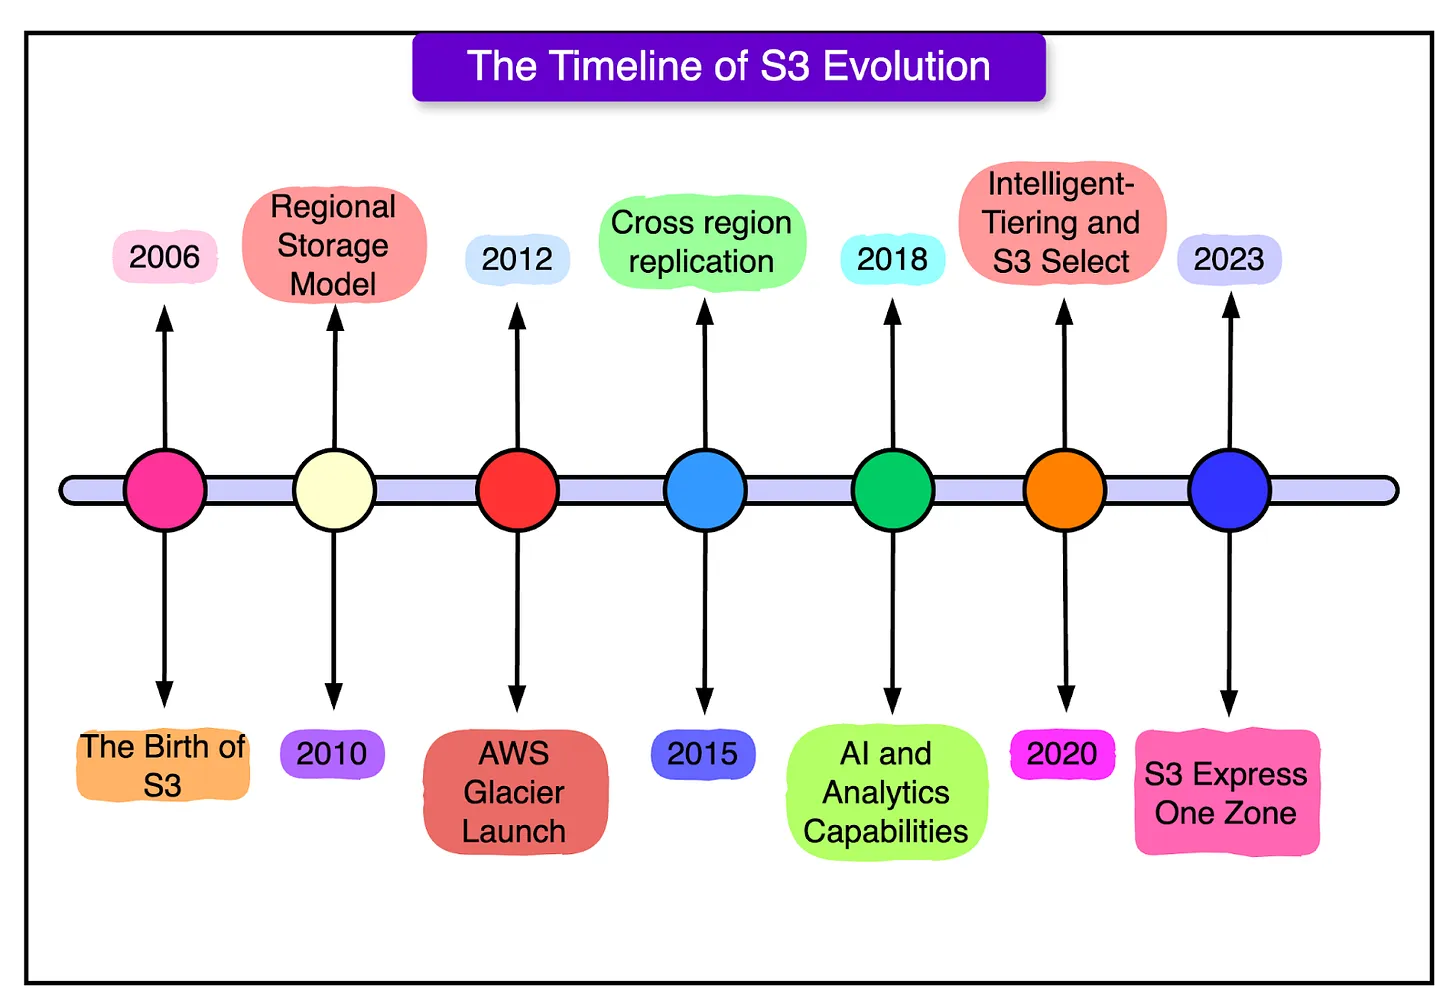 The Timeline of S3 Evolution
2006
The Birth of
S3
Regional
Storage
Model
2010
2012
AWS
Glacier
Launch
Cross region
replication
2015
2018
AI and
Analytics
Capabilities
Intelligent-
Tiering and
S3 Select
2020
2023
S3 Express
One Zone